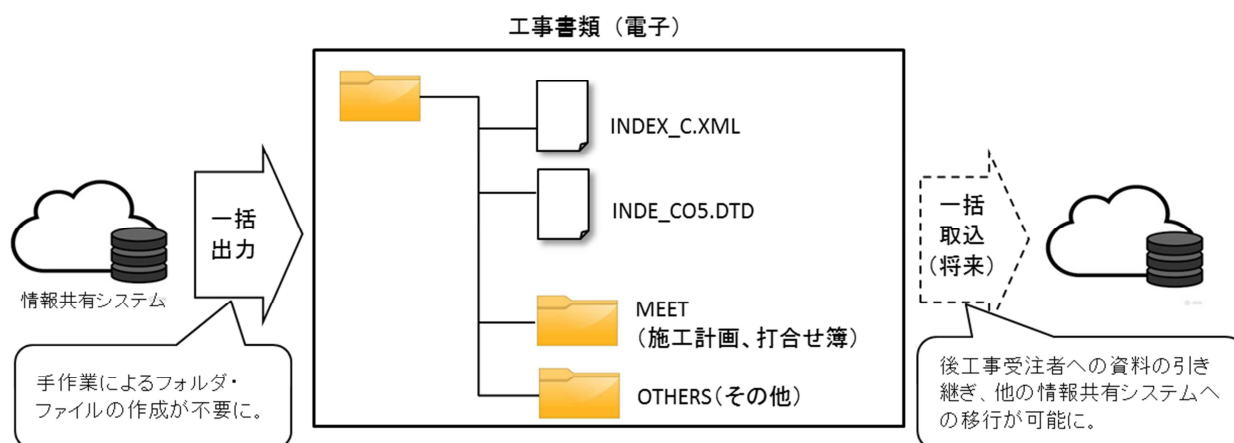 工事書類（電子）
INDEX_C.XML
INDE_CO5.DTD
MEET
（施工計画、打合せ簿）
OTHERS（その他）
一括
出力
情報共有システム
手作業によるフォルダ・
ファイルの作成が不要に。
一括
取込
（将来）
後工事受注者への資料の引き
継ぎ、他の情報共有システムへ
の移行が可能に。